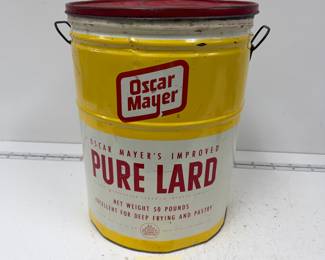 Oscar
Mayer
OSCAR MAYER'S IMPROVED
PURE LARD
NET WEIGHT 50 POUNDS
EXCELLENT FOR DEEP FRYING AND PASTRY